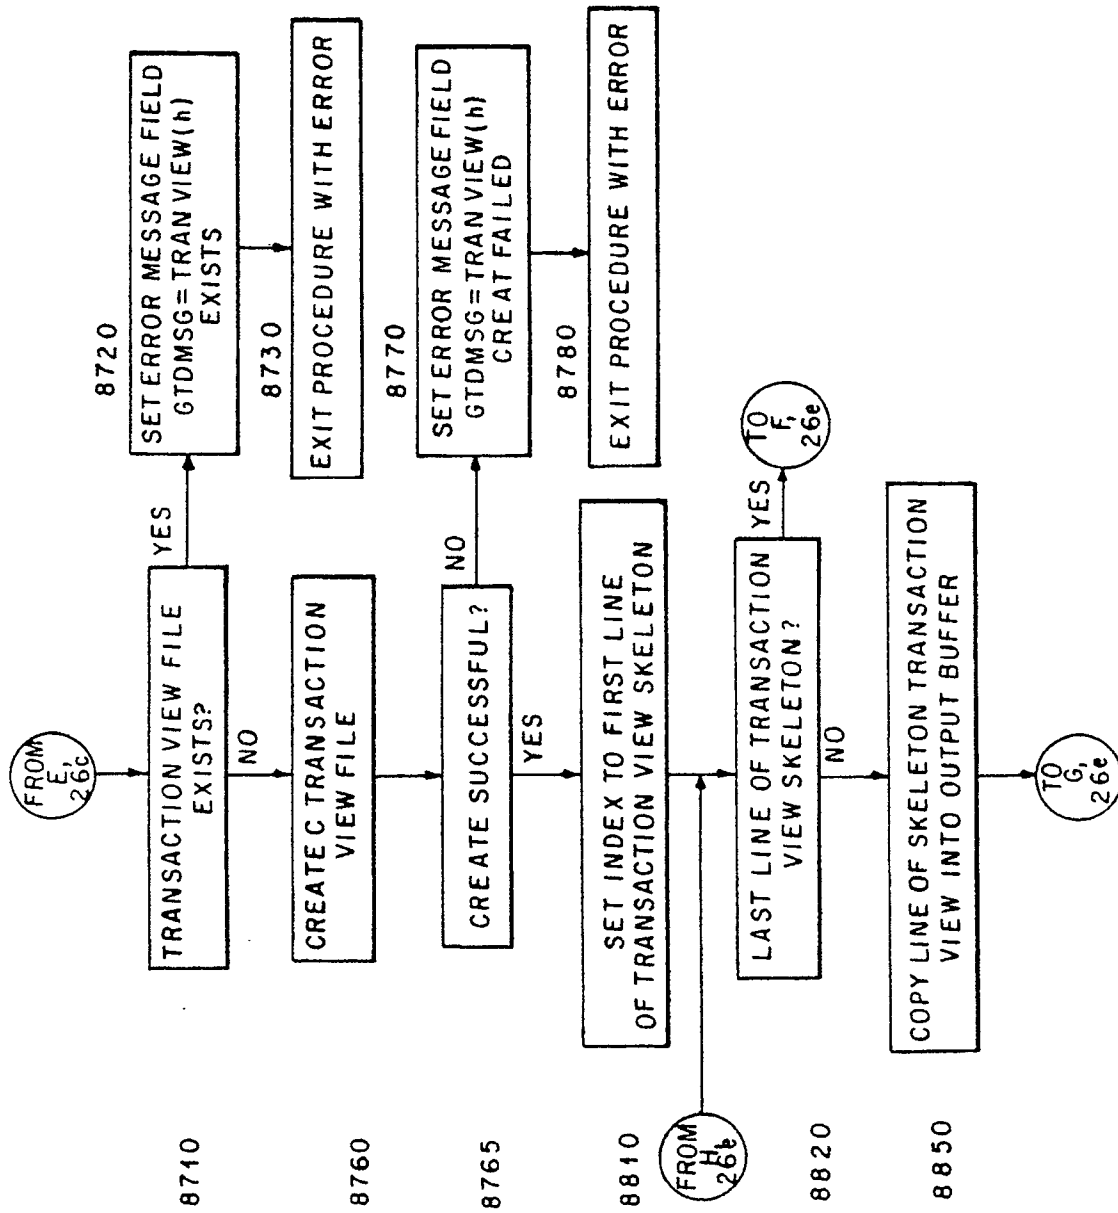 FROM
E,
26c
8710
TRANSACTION VIEW FILE
EXISTS?
YES
NO
8720
SET ERROR MESSAGE FIELD
GTDMSG=TRAN VIEW(h)
EXISTS
8730
EXIT PROCEDURE WITH ERROR
8760
CREATE C TRANSACTION
VIEW FILE
8765
CREATE SUCCESSFUL?
NO
YES
8770
SET ERROR MESSAGE FIELD
GTDMSG=TRAN VIEW(h)
CREAT FAILED
8780
EXIT PROCEDURE WITH ERROR
8810
SET INDEX TO FIRST LINE
OF TRANSACTION VIEW SKELETON
FROM
H,
26e
8820
LAST LINE OF TRANSACTION
VIEW SKELETON?
YES
TO
F,
26e
NO
8850
COPY LINE OF SKELETON TRANSACTION
VIEW INTO OUTPUT BUFFER
TO
G,
26e